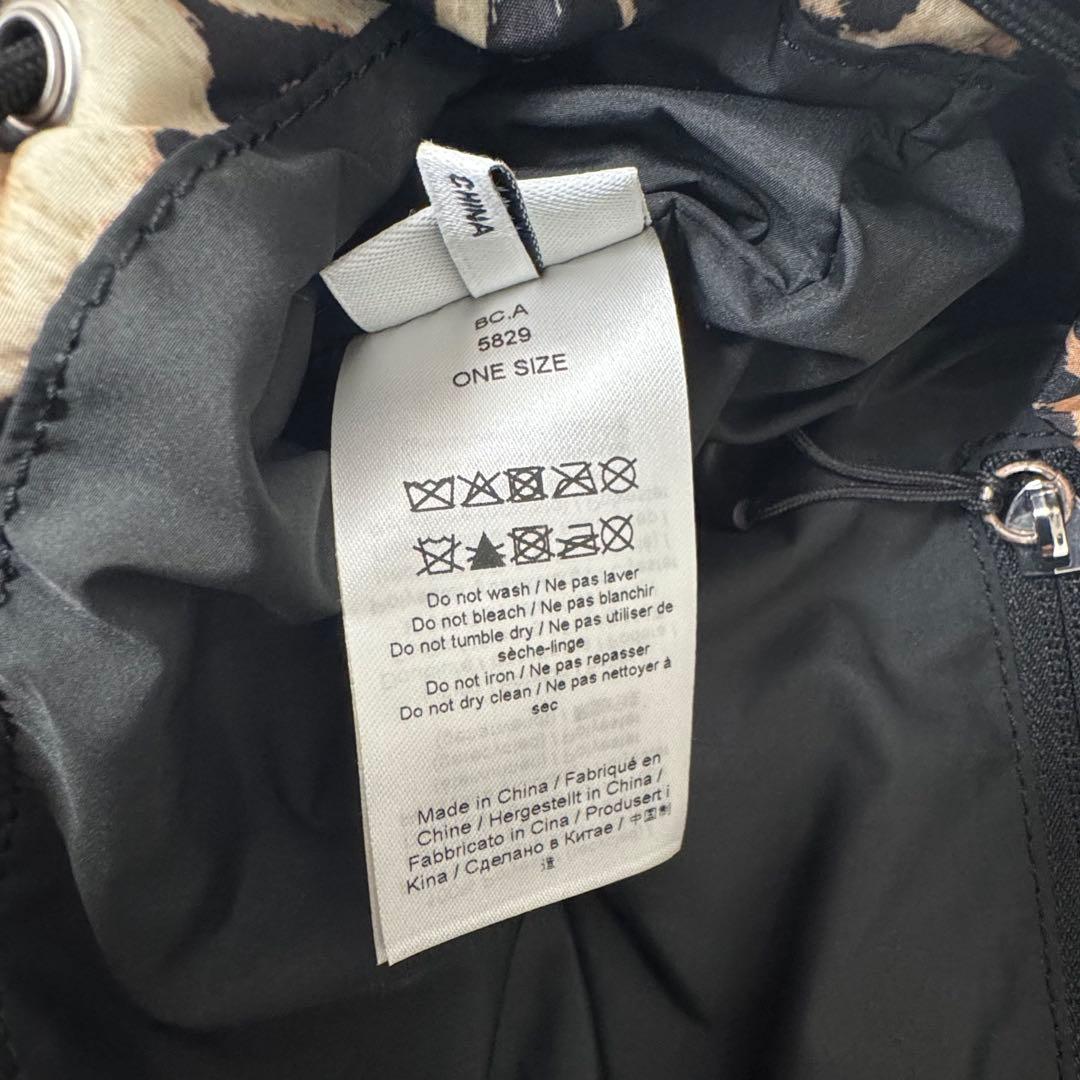 CHINA
BC.A
5829
ONE SIZE
Do not wash / Ne pas laver
Do not bleach / Ne pas blanchir
Do not tumble dry / Ne pas utiliser de
sèche-linge
Do not iron / Ne pas repasser
Do not dry clean / Ne pas nettoyer à
sec
Made in China / Fabriqué en
Chine / Hergestellt in China /
Fabbricato in Cina / Produsert i
Kina / Сделано в Китае / 中国制
造